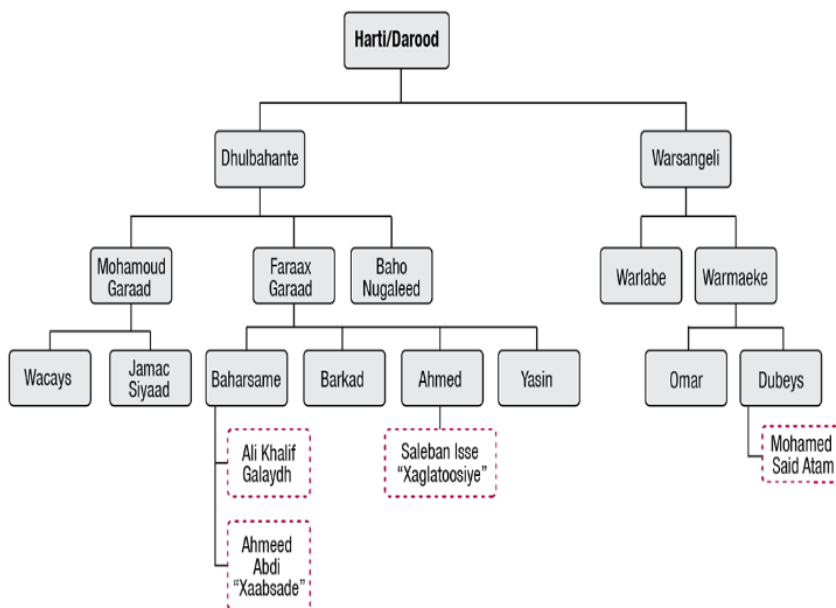 Harti/Darood
Dhulbahante
Warsangeli
Mohamoud
Garaad
Faraax
Garaad
Baho
Nugaleed
Warlabe
Warmaeke
Wacays
Jamac
Siyaad
Baharsame
Barkad
Ahmed
Yasin
Omar
Dubeys
Ali Khalif
Galaydh
Saleban Isse
“Xaglatoosiye”
Mohamed
Said Atam
Ahmeed
Abdi
“Xaabsade”